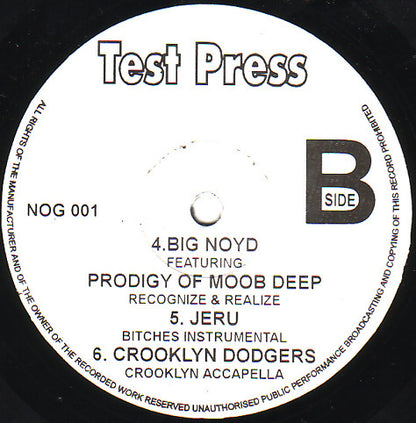 Test Press
B
SIDE
NOG 001
4.BIG NOYD
FEATURING
PRODIGY OF MOOB DEEP
RECOGNIZE & REALIZE
5. JERU
BITCHES INSTRUMENTAL
6. CROOKLYN DODGERS
CROOKLYN ACCAPELLA
ALL RIGHTS OF THE MANUFACTURER AND OF THE OWNER OF THE RECORDED WORK RESERVED UNAUTHORISED PUBLIC PERFORMANCE BROADCASTING AND COPYING OF THIS RECORD PROHIBITED